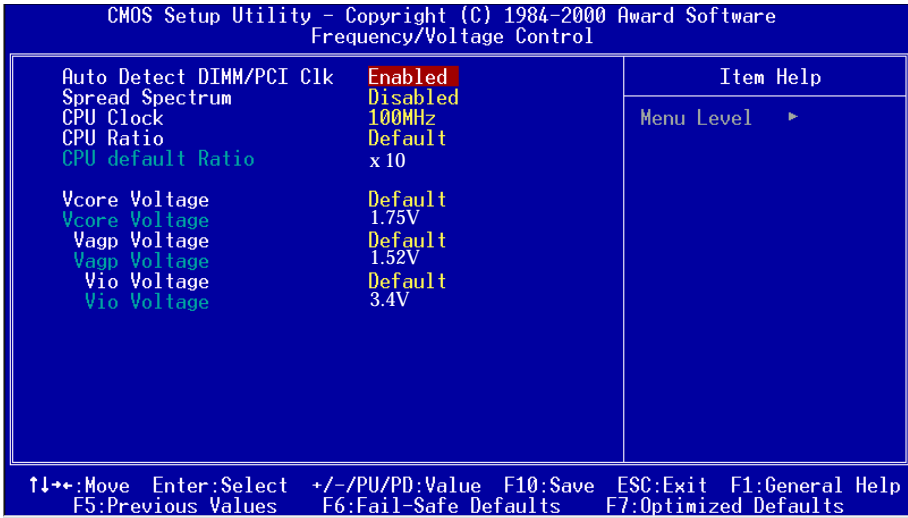 CMOS Setup Utility – Copyright (C) 1984-2000 Award Software
Frequency/Voltage Control
Auto Detect DIMM/PCI Clk Enabled
Spread Spectrum Disabled
CPU Clock 100MHz
CPU Ratio Default
CPU default Ratio x 10
Vcore Voltage Default
Vcore Voltage 1.75V
Vagp Voltage Default
Vagp Voltage 1.52V
Vio Voltage Default
Vio Voltage 3.4V
Item Help
Menu Level ►
↑↓→←:Move Enter:Select +/-/PU/PD:Value F10:Save ESC:Exit F1:General Help
F5:Previous Values F6:Fail-Safe Defaults F7:Optimized Defaults